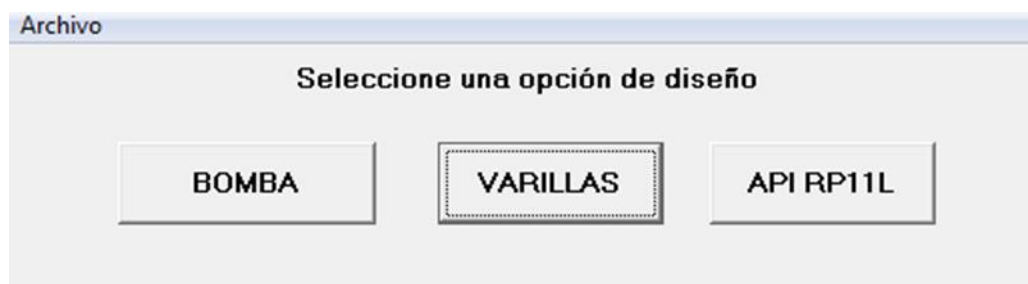 Archivo
Seleccione una opción de diseño
BOMBA VARILLAS API RP11L